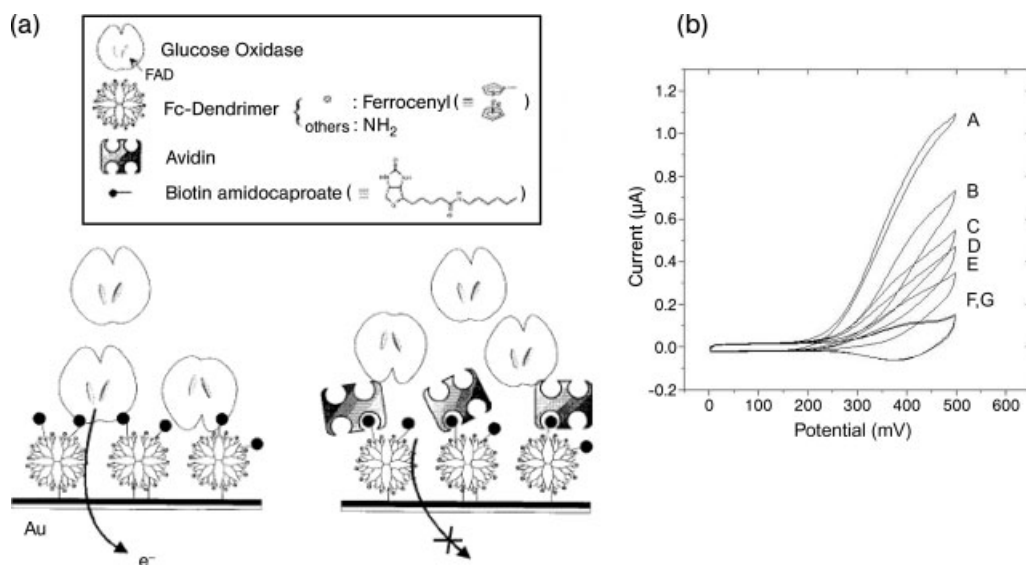 (a)
Glucose Oxidase
FAD
Fc-Dendrimer { : Ferrocenyl (≡ )
others : NH2
Avidin
Biotin amidocaproate ( ≡ )
Au
e−
(b)
Current (µA)
1.2
1.0
0.8
0.6
0.4
0.2
0.0
-0.2
A
B
C
D
E
F,G
0 100 200 300 400 500 600
Potential (mV)